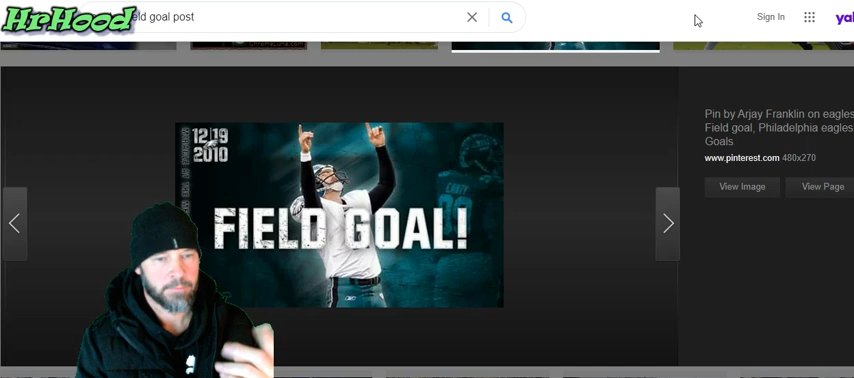 HrHood
eld goal post
Sign In
12 19
2010
FIELD GOAL!
Pin by Arjay Franklin on eagles
Field goal, Philadelphia eagles
Goals
www.pinterest.com 480x270
View Image
View Page